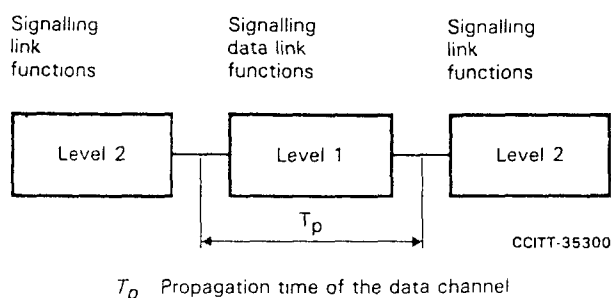 Signalling
link
functions
Signalling
data link
functions
Signalling
link
functions
Level 2
Level 1
Level 2
Tp
CCITT-35300
Tp Propagation time of the data channel